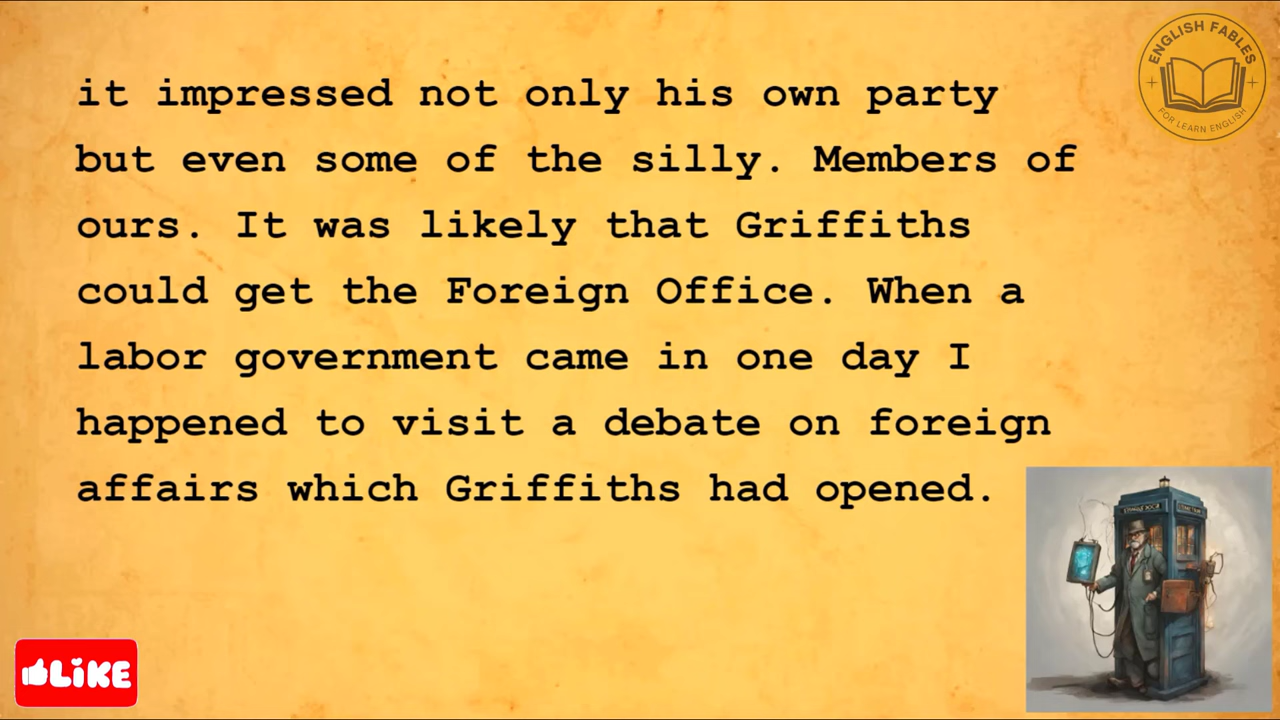 it impressed not only his own party
but even some of the silly. Members of
ours. It was likely that Griffiths
could get the Foreign Office. When a
labor government came in one day I
happened to visit a debate on foreign
affairs which Griffiths had opened.
ENGLISH FABLES
FOR LEARN ENGLISH
LIKE